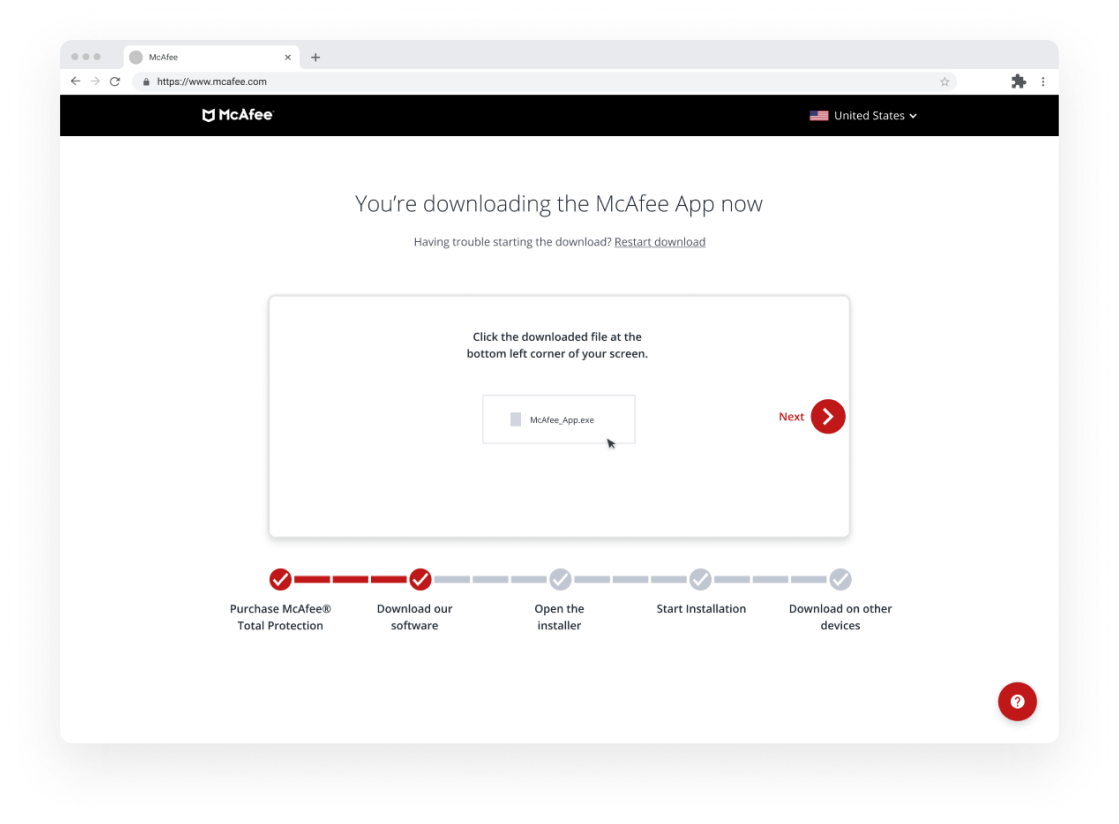 McAfee
https://www.mcafee.com
McAfee
United States
You're downloading the McAfee App now
Having trouble starting the download? Restart download
Click the downloaded file at the
bottom left corner of your screen.
McAfee_App.exe
Next
Purchase McAfee®
Total Protection
Download our
software
Open the
installer
Start Installation
Download on other
devices